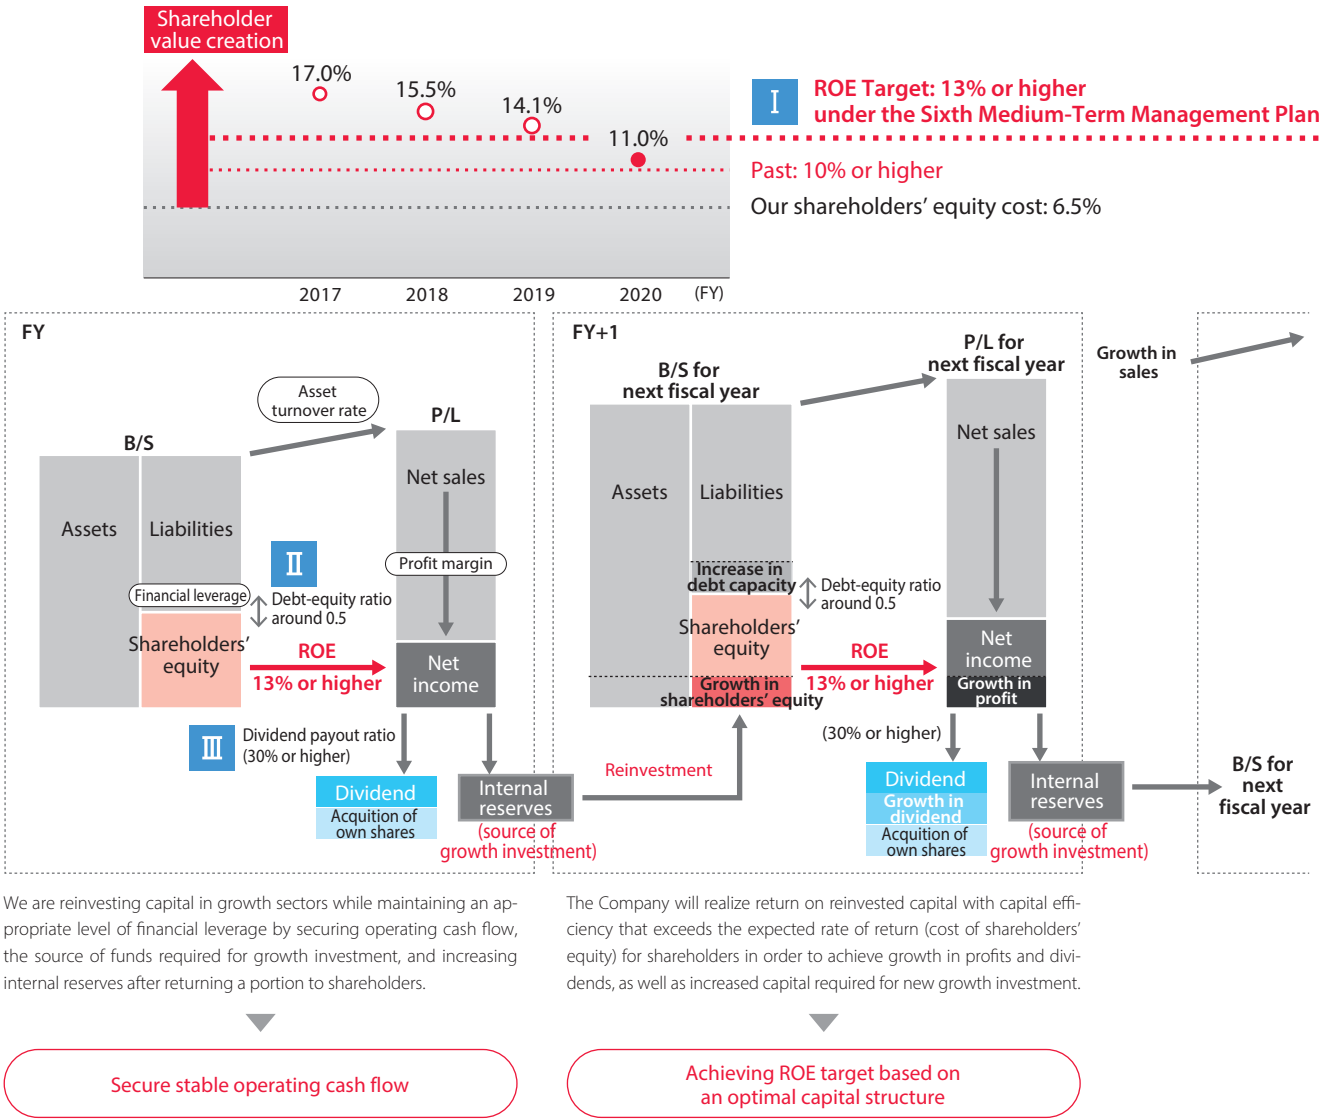 Shareholder
value creation
17.0%
15.5%
14.1%
11.0%
2017
2018
2019
2020
(FY)
I
ROE Target: 13% or higher
under the Sixth Medium-Term Management Plan
Past: 10% or higher
Our shareholders’ equity cost: 6.5%
FY
B/S
Asset
turnover rate
P/L
Assets
Liabilities
Net sales
Financial leverage
II
Debt-equity ratio
around 0.5
Profit margin
Shareholders’
equity
ROE
13% or higher
Net
income
III
Dividend payout ratio
(30% or higher)
Dividend
Acqution of
own shares
Internal
reserves
(source of
growth investment)
Reinvestment
FY+1
B/S for
next fiscal year
P/L for
next fiscal year
Assets
Liabilities
Net sales
Increase in
debt capacity
Debt-equity ratio
around 0.5
Shareholders’
equity
Growth in
shareholders’ equity
ROE
13% or higher
Net
income
Growth in
profit
(30% or higher)
Dividend
Growth in
dividend
Acqution of
own shares
Internal
reserves
(source of
growth investment)
Growth in
sales
B/S for
next
fiscal year
We are reinvesting capital in growth sectors while maintaining an ap-
propriate level of financial leverage by securing operating cash flow,
the source of funds required for growth investment, and increasing
internal reserves after returning a portion to shareholders.
Secure stable operating cash flow
The Company will realize return on reinvested capital with capital effi-
ciency that exceeds the expected rate of return (cost of shareholders’
equity) for shareholders in order to achieve growth in profits and divi-
dends, as well as increased capital required for new growth investment.
Achieving ROE target based on
an optimal capital structure